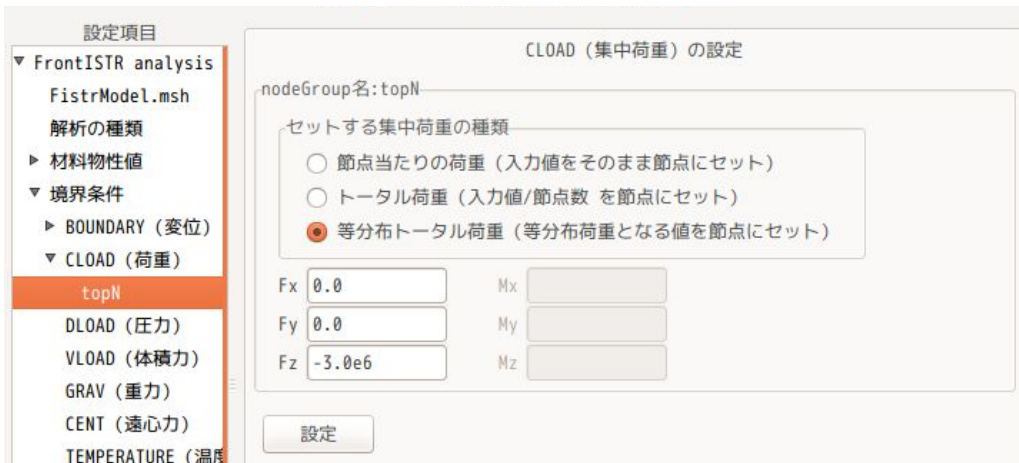 設定項目
▼ FrontISTR analysis
FistrModel.msh
解析の種類
▶ 材料物性値
▼ 境界条件
▶ BOUNDARY (変位)
▼ CLOAD (荷重)
topN
DLOAD (圧力)
VLOAD (体積力)
GRAV (重力)
CENT (遠心力)
TEMPERATURE (温度
CLOAD (集中荷重) の設定
nodeGroup名:topN
セットする集中荷重の種類
節点当たりの荷重 (入力値をそのまま節点にセット)
トータル荷重 (入力値/節点数 を節点にセット)
等分布トータル荷重 (等分布荷重となる値を節点にセット)
Fx 0.0 Mx
Fy 0.0 My
Fz -3.0e6 Mz
設定